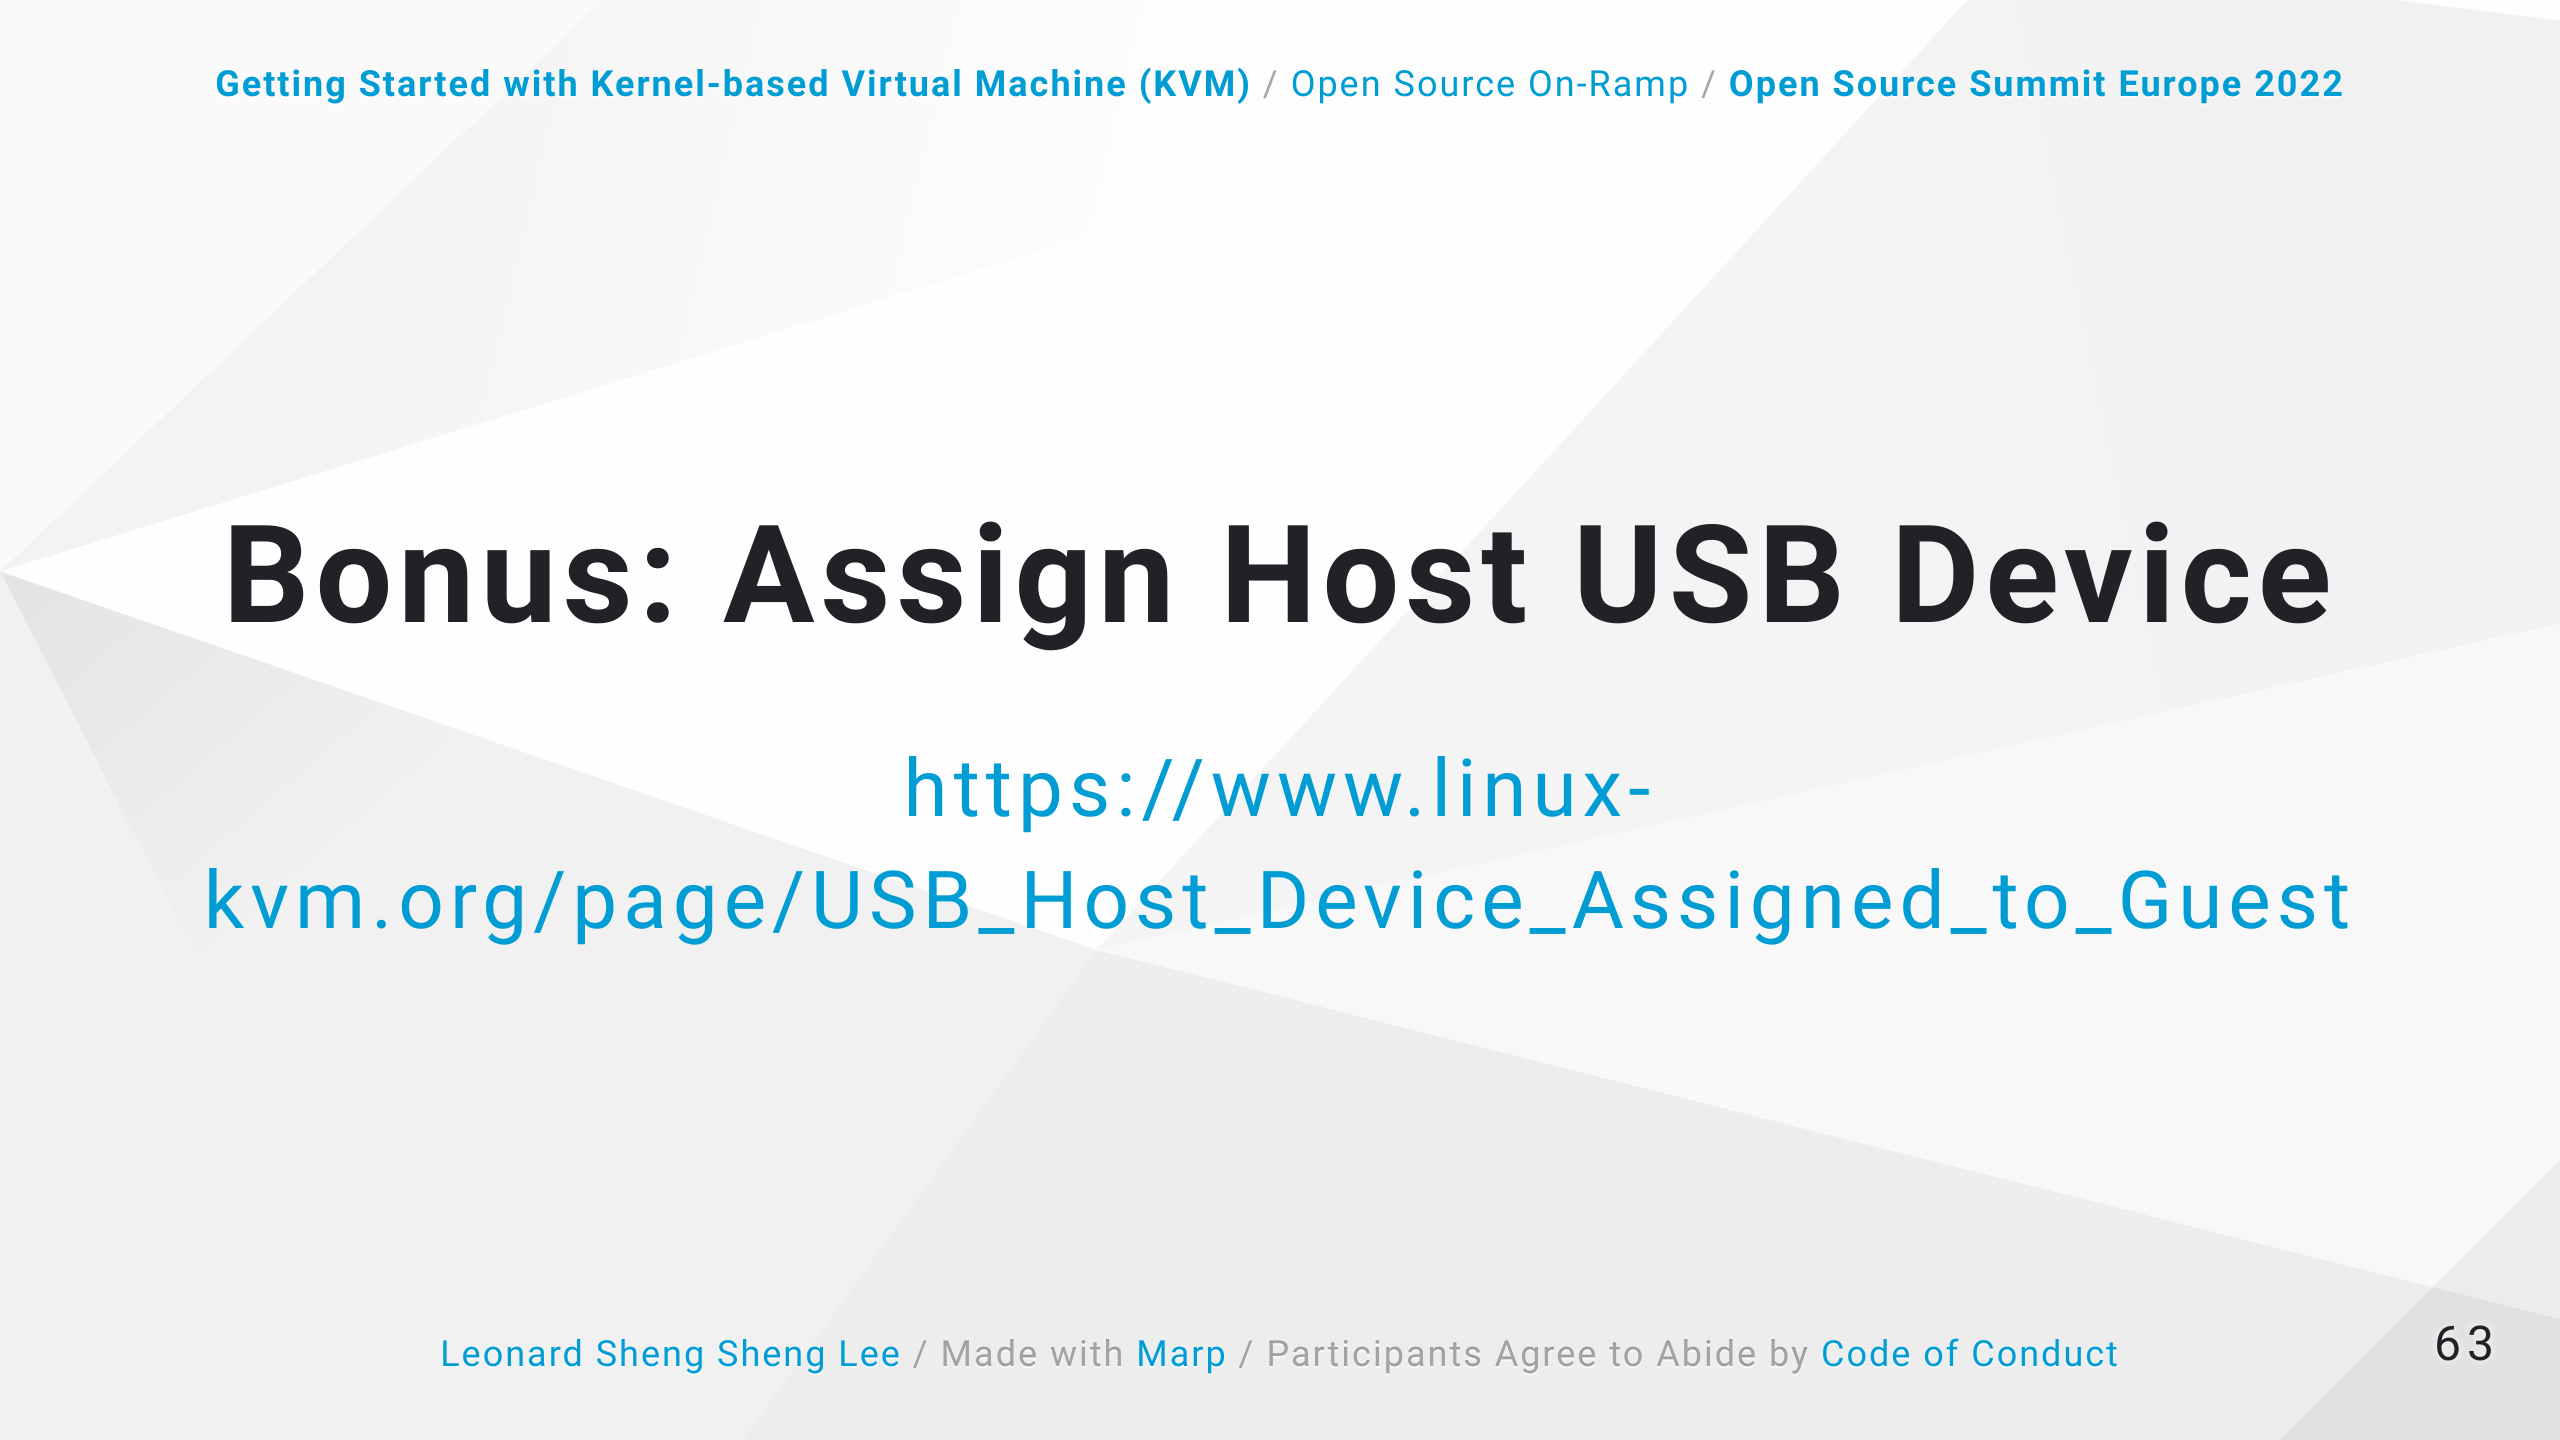 Getting Started with Kernel-based Virtual Machine (KVM) / Open Source On-Ramp / Open Source Summit Europe 2022
Bonus: Assign Host USB Device
https://www.linux-
kvm.org/page/USB_Host_Device_Assigned_to_Guest
Leonard Sheng Sheng Lee / Made with Marp / Participants Agree to Abide by Code of Conduct
63